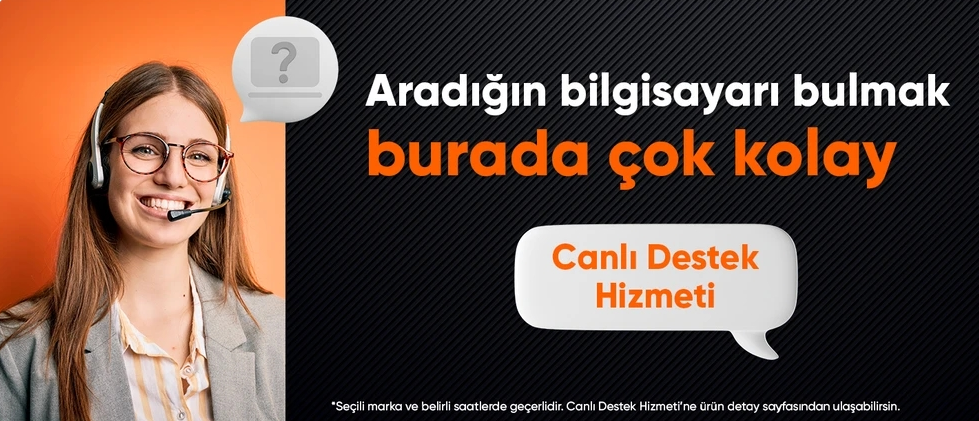 ?
Aradığın bilgisayarı bulmak
burada çok kolay
Canlı Destek
Hizmeti
*Seçili marka ve belirli saatlerde geçerlidir. Canlı Destek Hizmeti’ne ürün detay sayfasından ulaşabilirsin.